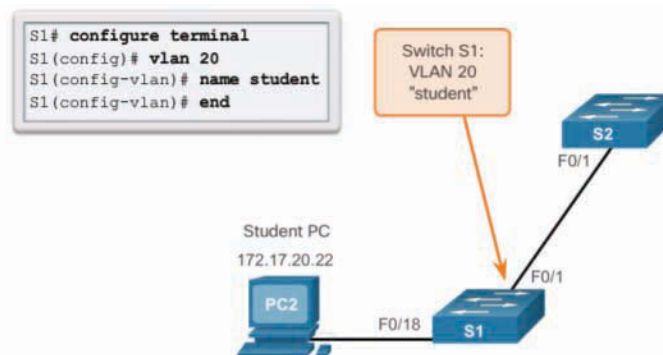 S1# configure terminal
S1(config)# vlan 20
S1(config-vlan)# name student
S1(config-vlan)# end
Switch S1:
VLAN 20
"student"
S2
F0/1
Student PC
172.17.20.22
PC2
F0/18
F0/1
S1